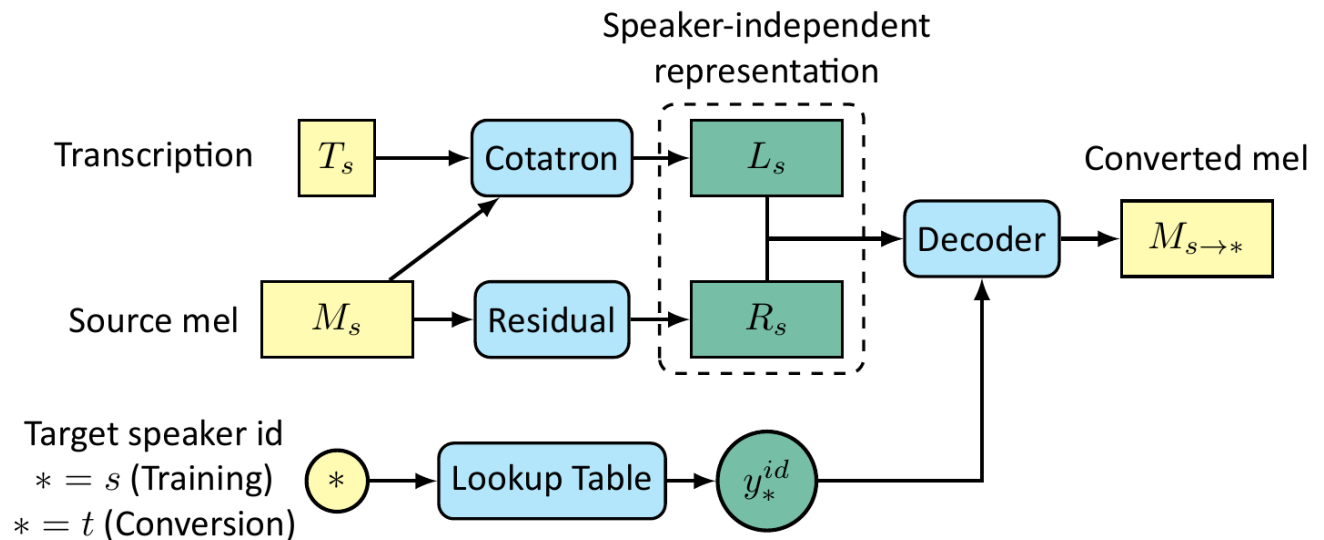 Speaker-independent
representation
Transcription
T_s
Cotatron
L_s
Converted mel
Decoder
M_{s→*}
Source mel
M_s
Residual
R_s
Target speaker id
* = s (Training)
* = t (Conversion)
*
Lookup Table
y_*^{id}